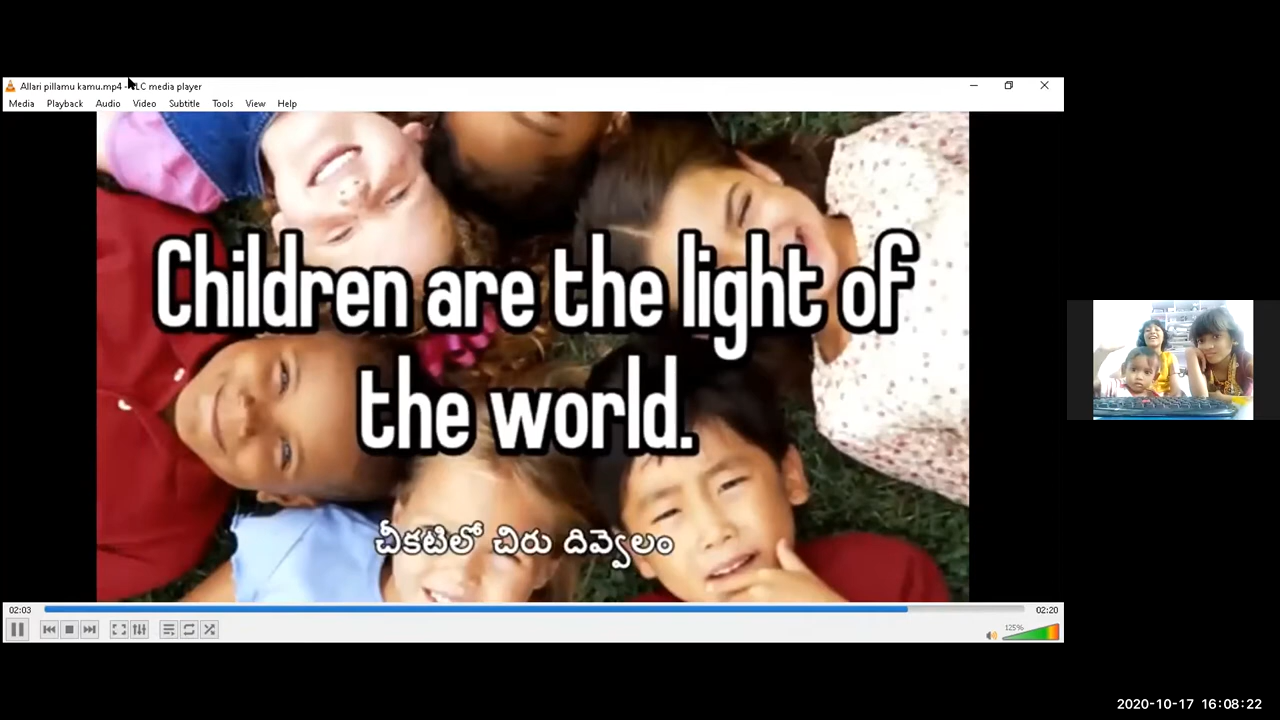 Allari pillamu kamu.mp4 - LC media player
Media Playback Audio Video Subtitle Tools View Help
Children are the light of
the world.
చీకటిలో చిరు దివ్వెలం
02:03
02:20
125%
2020-10-17 16:08:22